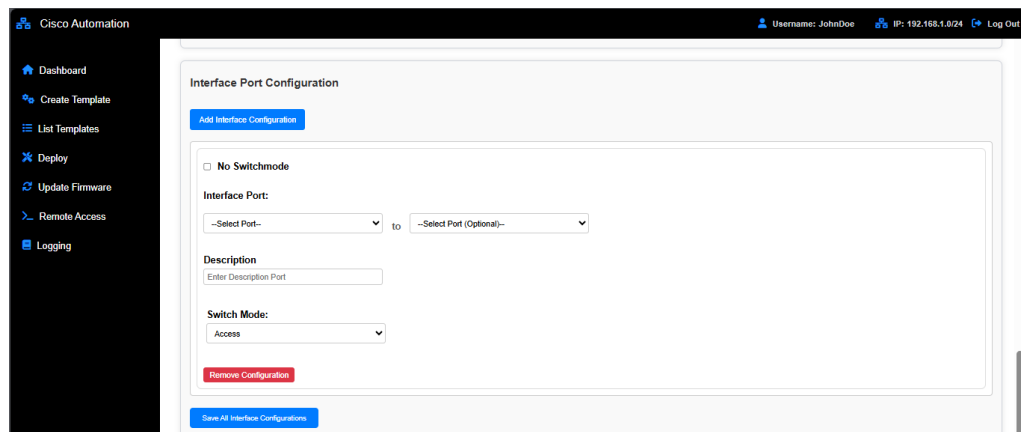 Cisco Automation
Username: JohnDoe
IP: 192.168.1.0/24
Log Out
Dashboard
Create Template
List Templates
Deploy
Update Firmware
Remote Access
Logging
Interface Port Configuration
Add Interface Configuration
No Switchmode
Interface Port:
--Select Port-- to --Select Port (Optional)--
Description
Enter Description Port
Switch Mode:
Access
Remove Configuration
Save All Interface Configurations